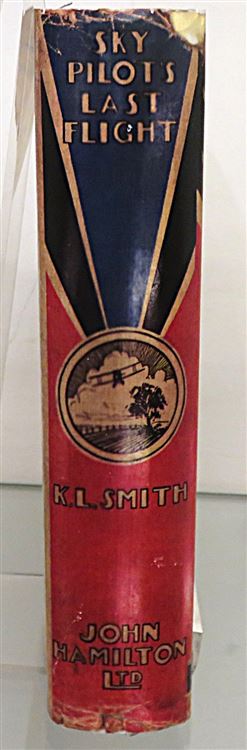 SKY
PILOT'S
LAST
FLIGHT
K.L. SMITH
JOHN
HAMILTON
LTD